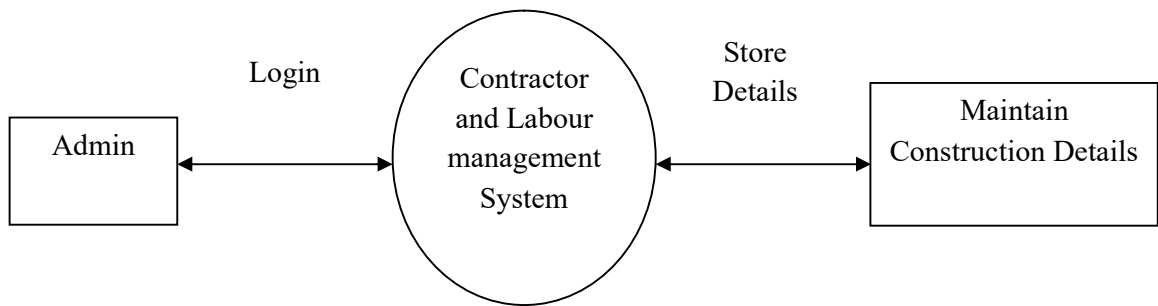 Admin
Login
Contractor
and Labour
management
System
Store
Details
Maintain
Construction Details